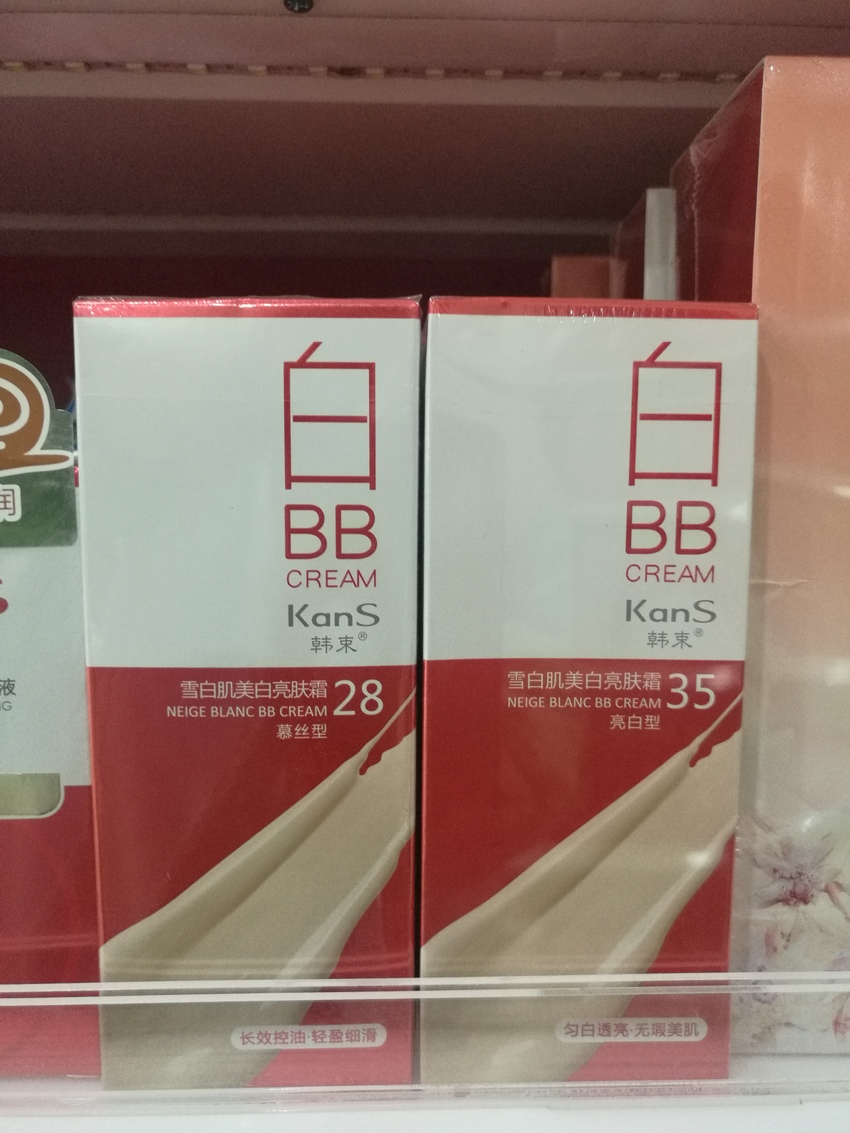 白
BB
CREAM
KanS
韩束®
雪白肌美白亮肤霜 28
NEIGE BLANC BB CREAM
慕丝型
长效控油·轻盈细滑
白
BB
CREAM
KanS
韩束®
雪白肌美白亮肤霜 35
NEIGE BLANC BB CREAM
亮白型
匀白透亮·无瑕美肌
润
液